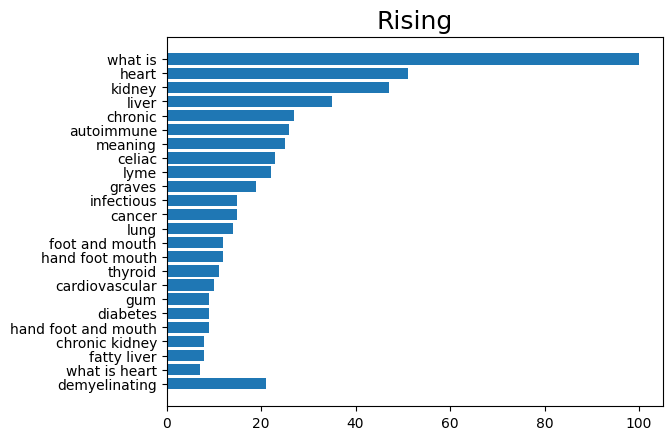 Rising
what is
heart
kidney
liver
chronic
autoimmune
meaning
celiac
lyme
graves
infectious
cancer
lung
foot and mouth
hand foot mouth
thyroid
cardiovascular
gum
diabetes
hand foot and mouth
chronic kidney
fatty liver
what is heart
demyelinating
0 20 40 60 80 100